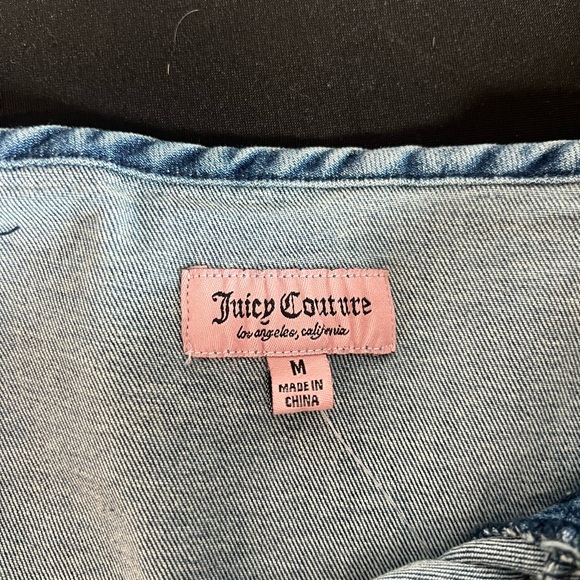 Juicy Couture
los angeles, california
M
MADE IN
CHINA